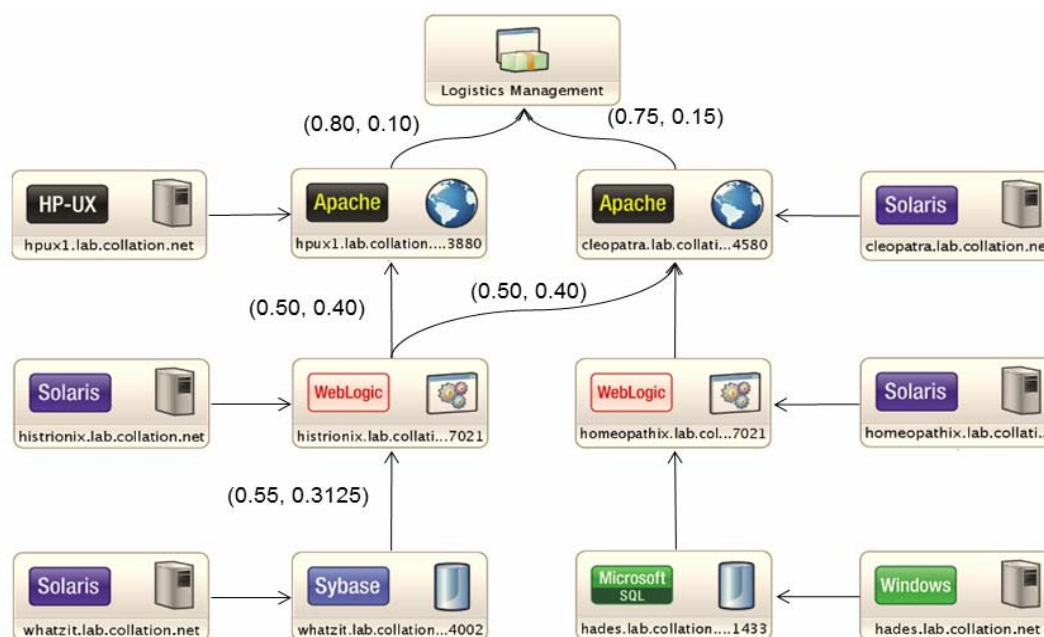 Logistics Management
(0.80, 0.10)
(0.75, 0.15)
HP-UX
hpux1.lab.collation.net
Apache
hpux1.lab.collation....3880
Apache
cleopatra.lab.collati...4580
Solaris
cleopatra.lab.collation.net
(0.50, 0.40)
(0.50, 0.40)
Solaris
histrionix.lab.collation.net
WebLogic
histrionix.lab.collati...7021
WebLogic
homeopathix.lab.col...7021
Solaris
homeopathix.lab.collati..
(0.55, 0.3125)
Solaris
whatzit.lab.collation.net
Sybase
whatzit.lab.collation...4002
Microsoft
SQL
hades.lab.collation....1433
Windows
hades.lab.collation.net